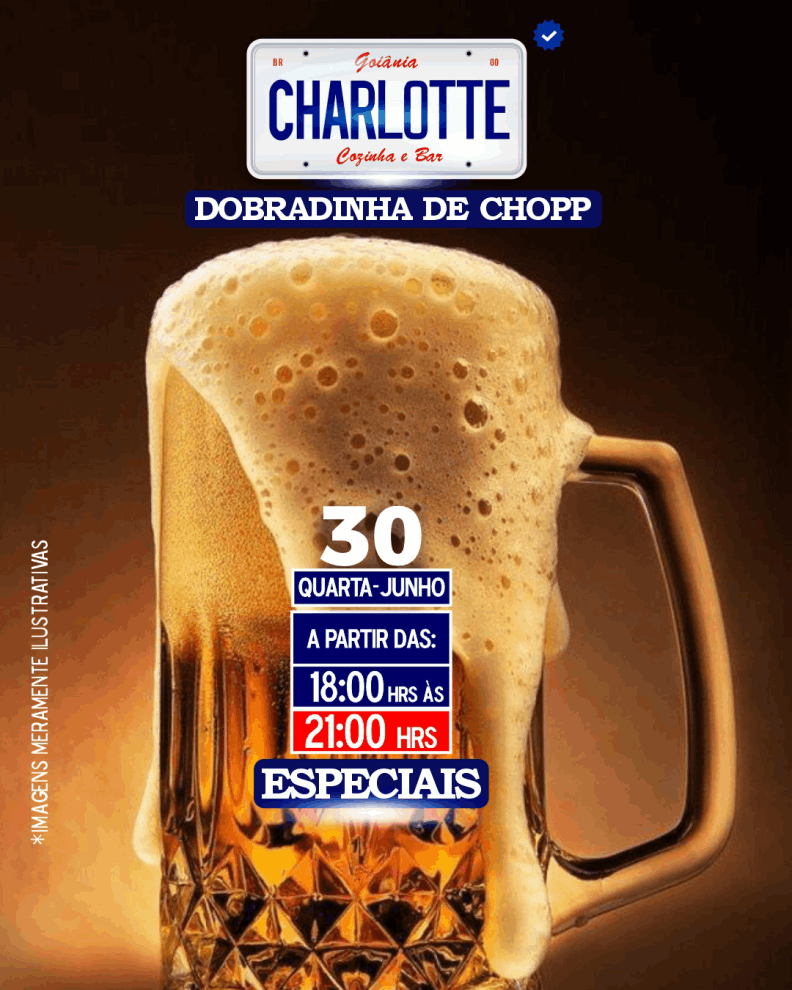 BR Goiânia GO
CHARLOTTE
Cozinha e Bar
DOBRADINHA DE CHOPP
30
QUARTA-JUNHO
A PARTIR DAS:
18:00 HRS ÀS
21:00 HRS
ESPECIAIS
*IMAGENS MERAMENTE ILUSTRATIVAS